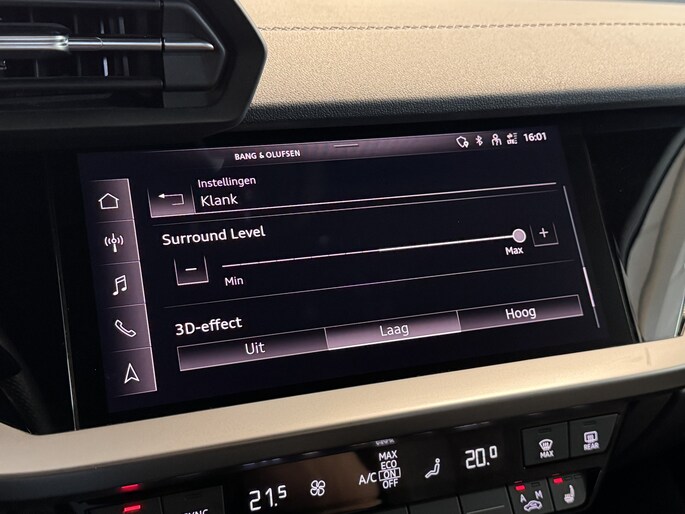 BANG & OLUFSEN
16:01
Instellingen
Klank
Surround Level
− +
Min Max
3D-effect
Uit Laag Hoog
MAX
ECO
A/C ON
OFF
21.5
20.0
MAX
REAR
SYNC
A M